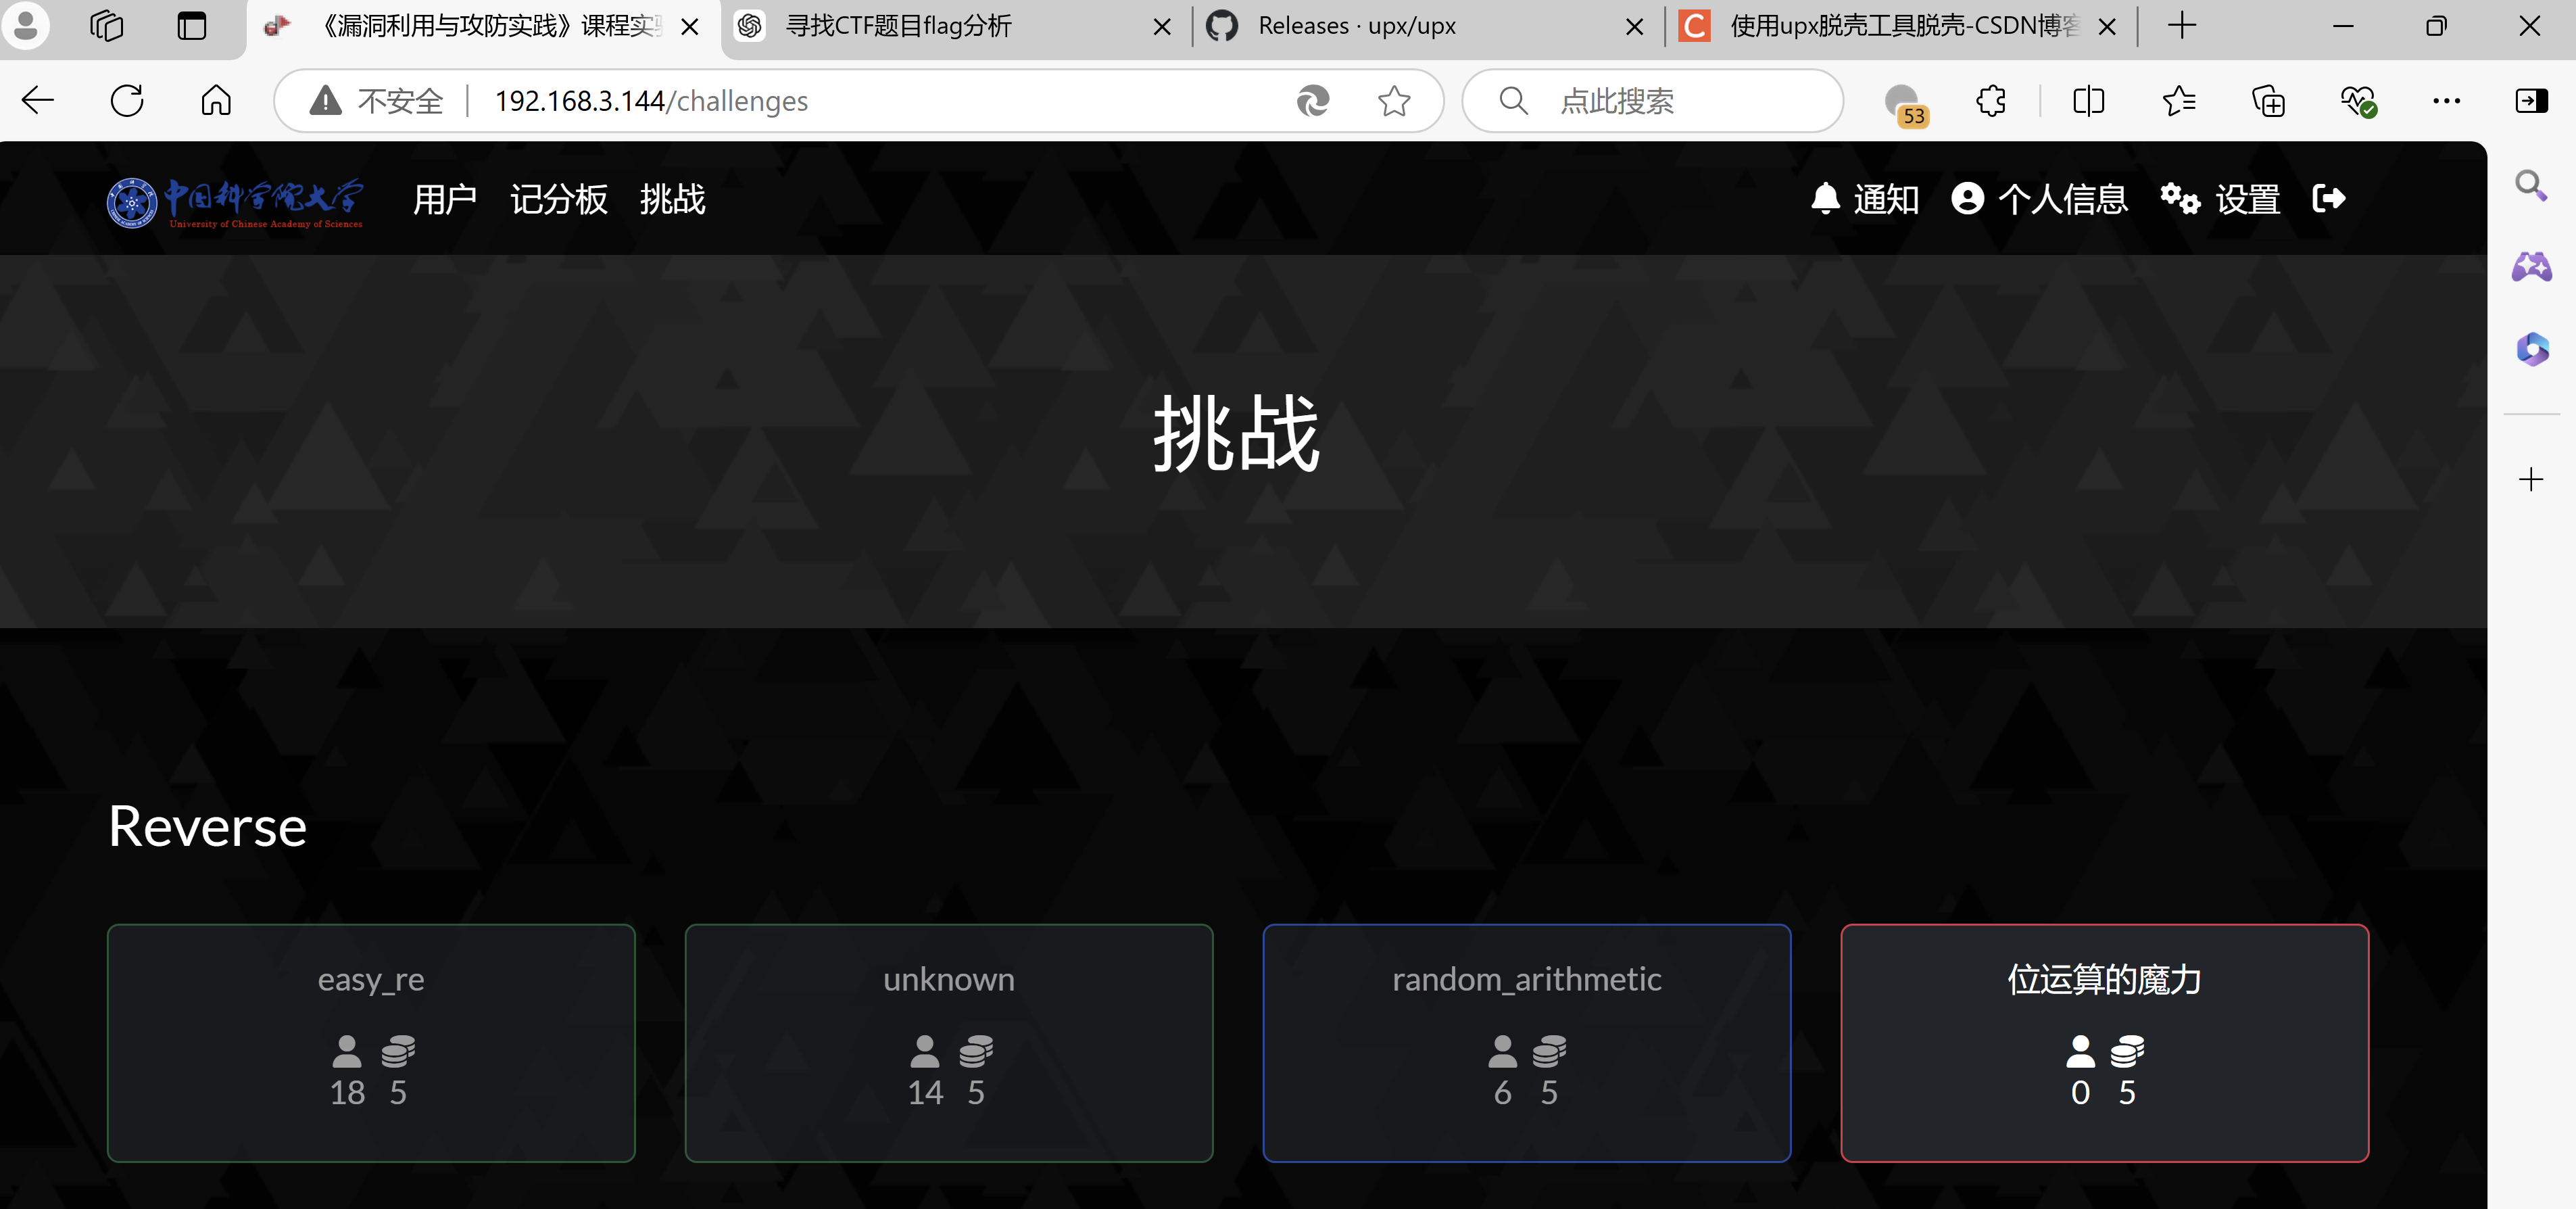 《漏洞利用与攻防实践》课程实
寻找CTF题目flag分析
Releases · upx/upx
使用upx脱壳工具脱壳-CSDN博客
不安全
192.168.3.144/challenges
点此搜索
53
中国科学院大学
University of Chinese Academy of Sciences
用户
记分板
挑战
通知
个人信息
设置
挑战
Reverse
easy_re
18 5
unknown
14 5
random_arithmetic
6 5
位运算的魔力
0 5